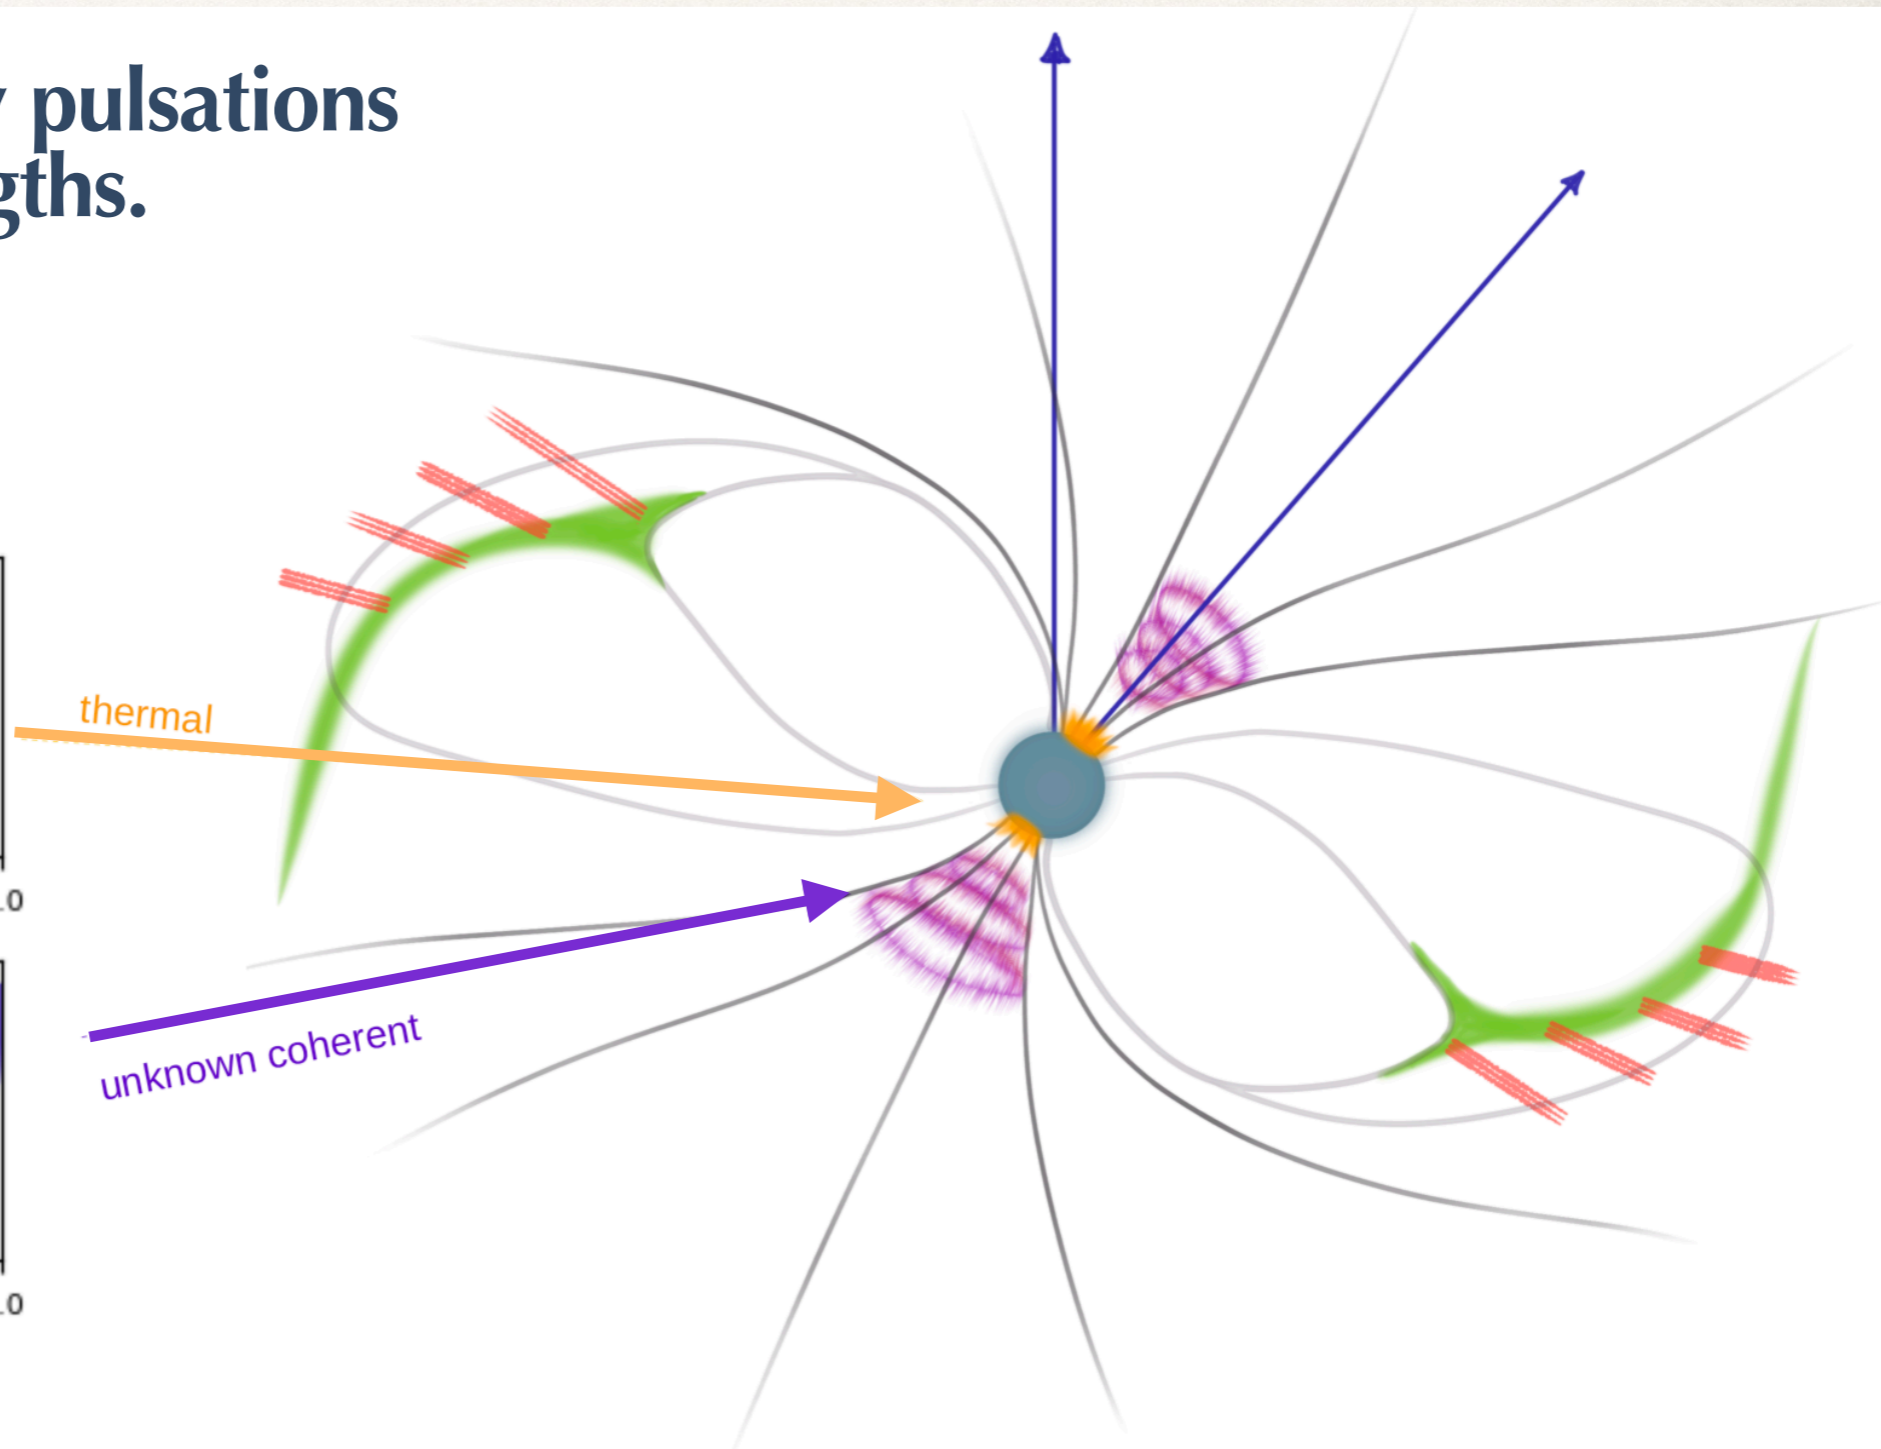 pulsations
gths.
thermal
.0
unknown coherent
.0